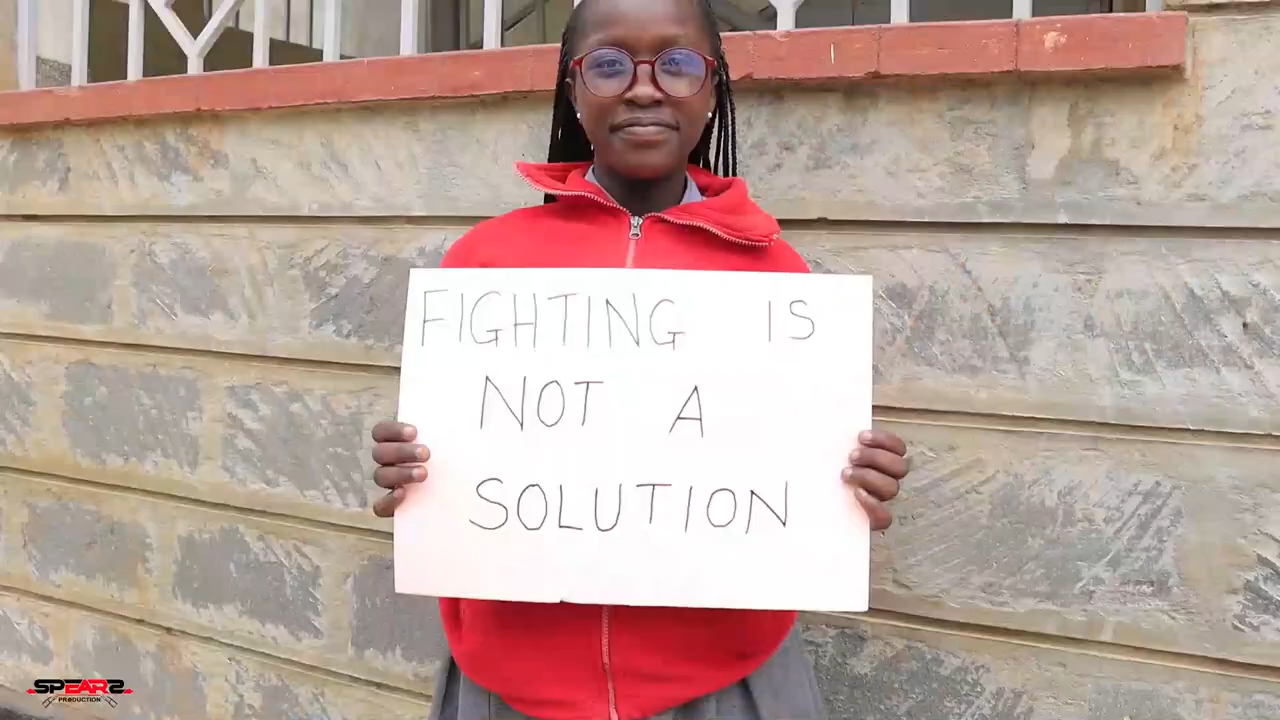 FIGHTING IS
NOT A
SOLUTION
SPEARS
PRODUCTION